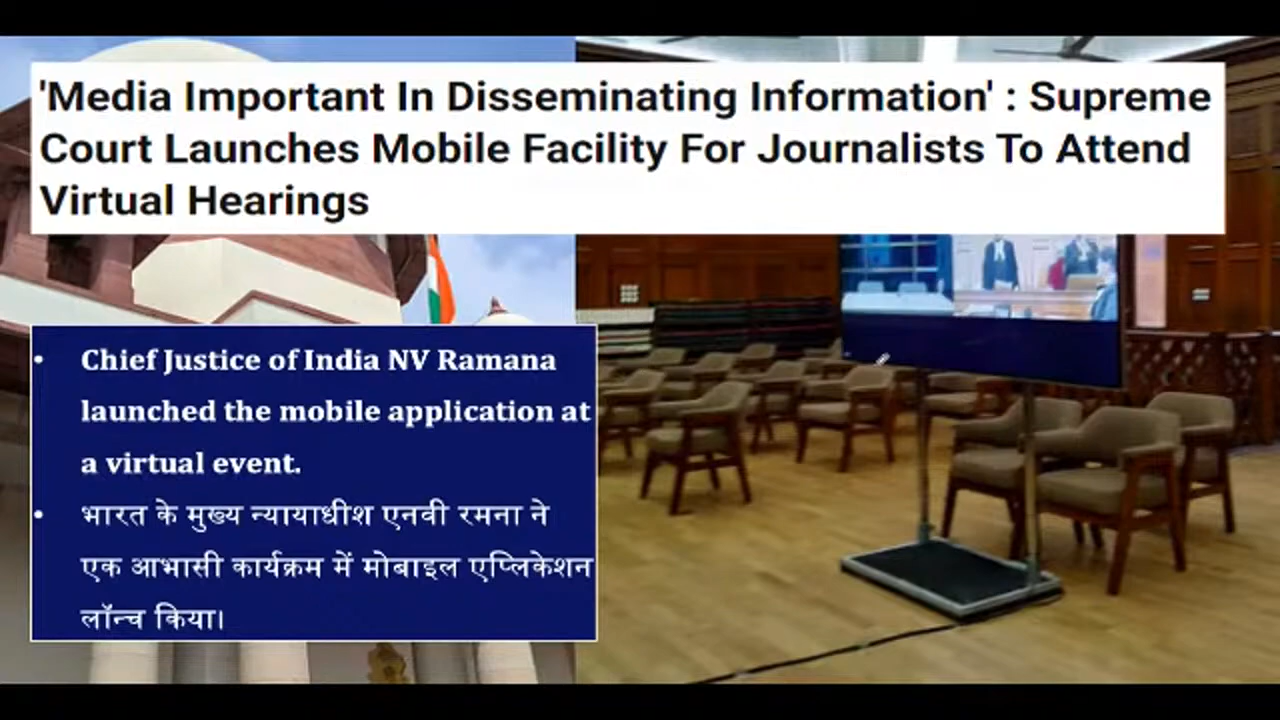 'Media Important In Disseminating Information' : Supreme
Court Launches Mobile Facility For Journalists To Attend
Virtual Hearings
• Chief Justice of India NV Ramana
launched the mobile application at
a virtual event.
• भारत के मुख्य न्यायाधीश एनवी रमना ने
एक आभासी कार्यक्रम में मोबाइल एप्लिकेशन
लॉन्च किया।